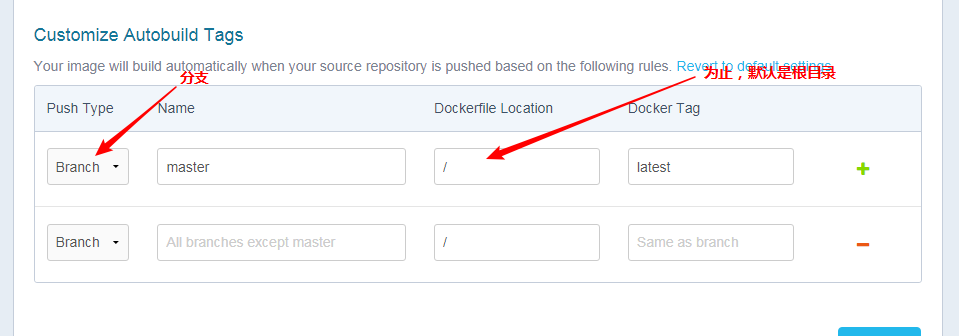 Customize Autobuild Tags
Your image will build automatically when your source repository is pushed based on the following rules. Revert to default settings
分支
为止，默认是根目录
Push Type Name Dockerfile Location Docker Tag
Branch master / latest
Branch All branches except master / Same as branch